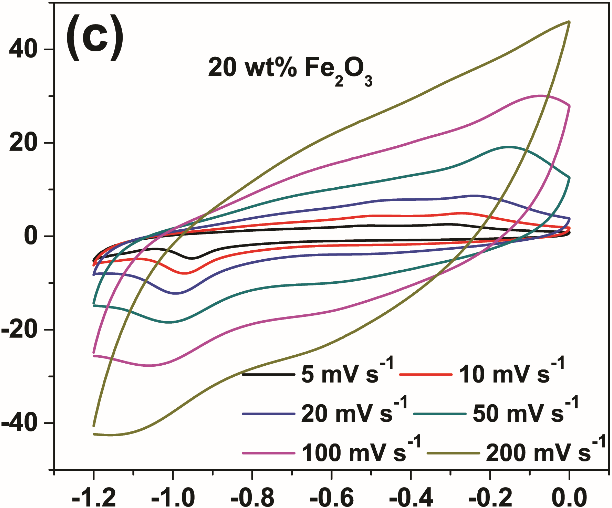 (c)
20 wt% Fe₂O₃
40
20
0
-20
-40
5 mV s⁻¹ 10 mV s⁻¹
20 mV s⁻¹ 50 mV s⁻¹
100 mV s⁻¹ 200 mV s⁻¹
-1.2 -1.0 -0.8 -0.6 -0.4 -0.2 0.0